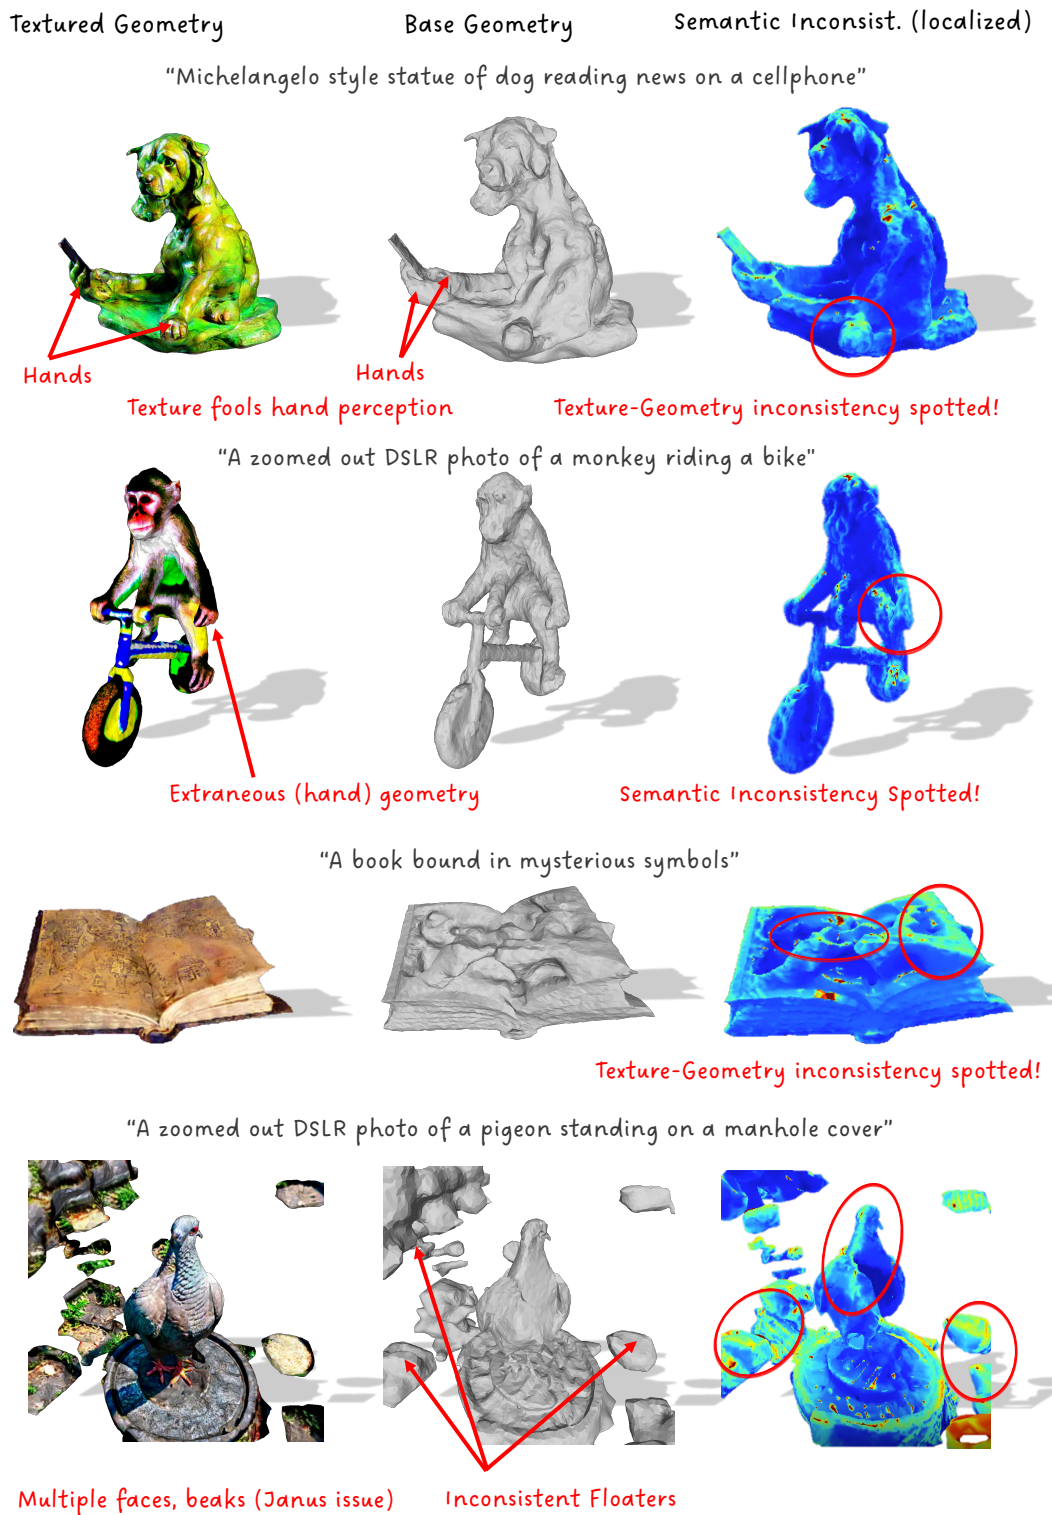 Textured Geometry
Base Geometry
Semantic Inconsist. (localized)
“Michelangelo style statue of dog reading news on a cellphone”
Hands
Hands
Texture fools hand perception
Texture-Geometry inconsistency spotted!
“A zoomed out DSLR photo of a monkey riding a bike”
Extraneous (hand) geometry
Semantic Inconsistency Spotted!
“A book bound in mysterious symbols”
Texture-Geometry inconsistency spotted!
“A zoomed out DSLR photo of a pigeon standing on a manhole cover”
Multiple faces, beaks (Janus issue)
Inconsistent Floaters